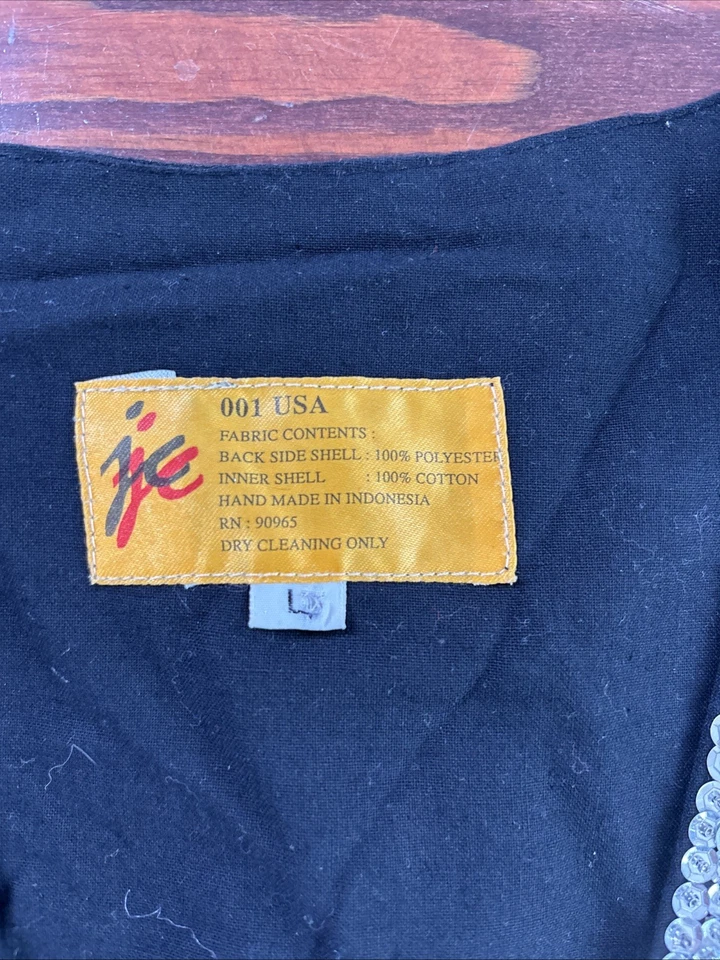 jc
001 USA
FABRIC CONTENTS :
BACK SIDE SHELL : 100% POLYESTER
INNER SHELL : 100% COTTON
HAND MADE IN INDONESIA
RN : 90965
DRY CLEANING ONLY
L